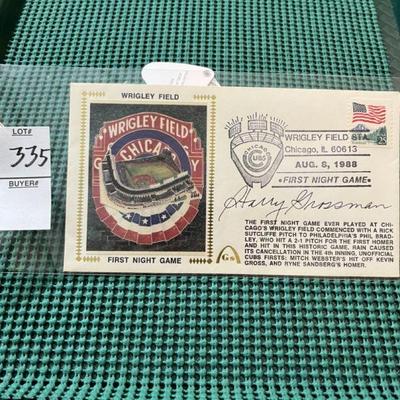 LOT#
335
BUYER#
WRIGLEY FIELD
WRIGLEY FIELD
CHICA
FIRST NIGHT GAME
CHICAGO
CUBS
WRIGLEY FIELD STA.
Chicago, IL 60613
AUG. 8, 1988
•FIRST NIGHT GAME•
25
Harry Grossman
THE FIRST NIGHT GAME EVER PLAYED AT CHI-
CAGO'S WRIGLEY FIELD COMMENCED WITH A RICK
SUTCLIFFE PITCH TO PHILADELPHIA'S PHIL BRAD-
LEY, WHO HIT A 2-1 PITCH FOR THE FIRST HOMER
AND HIT IN THIS HISTORIC GAME, RAIN CAUSED
ITS CANCELLATION IN THE 4th INNING, UNOFFICIAL
CUBS FIRSTS: MITCH WEBSTER'S HIT OFF KEVIN
GROSS, AND RYNE SANDBERG'S HOMER.